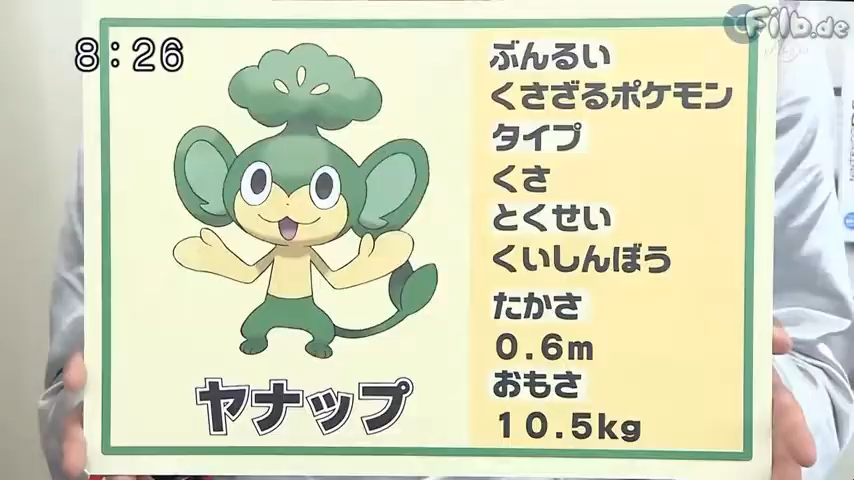 8:26
Filb.de
ぶんるい
くさざるポケモン
タイプ
くさ
とくせい
くいしんぼう
たかさ
0.6m
おもさ
10.5kg
ヤナップ